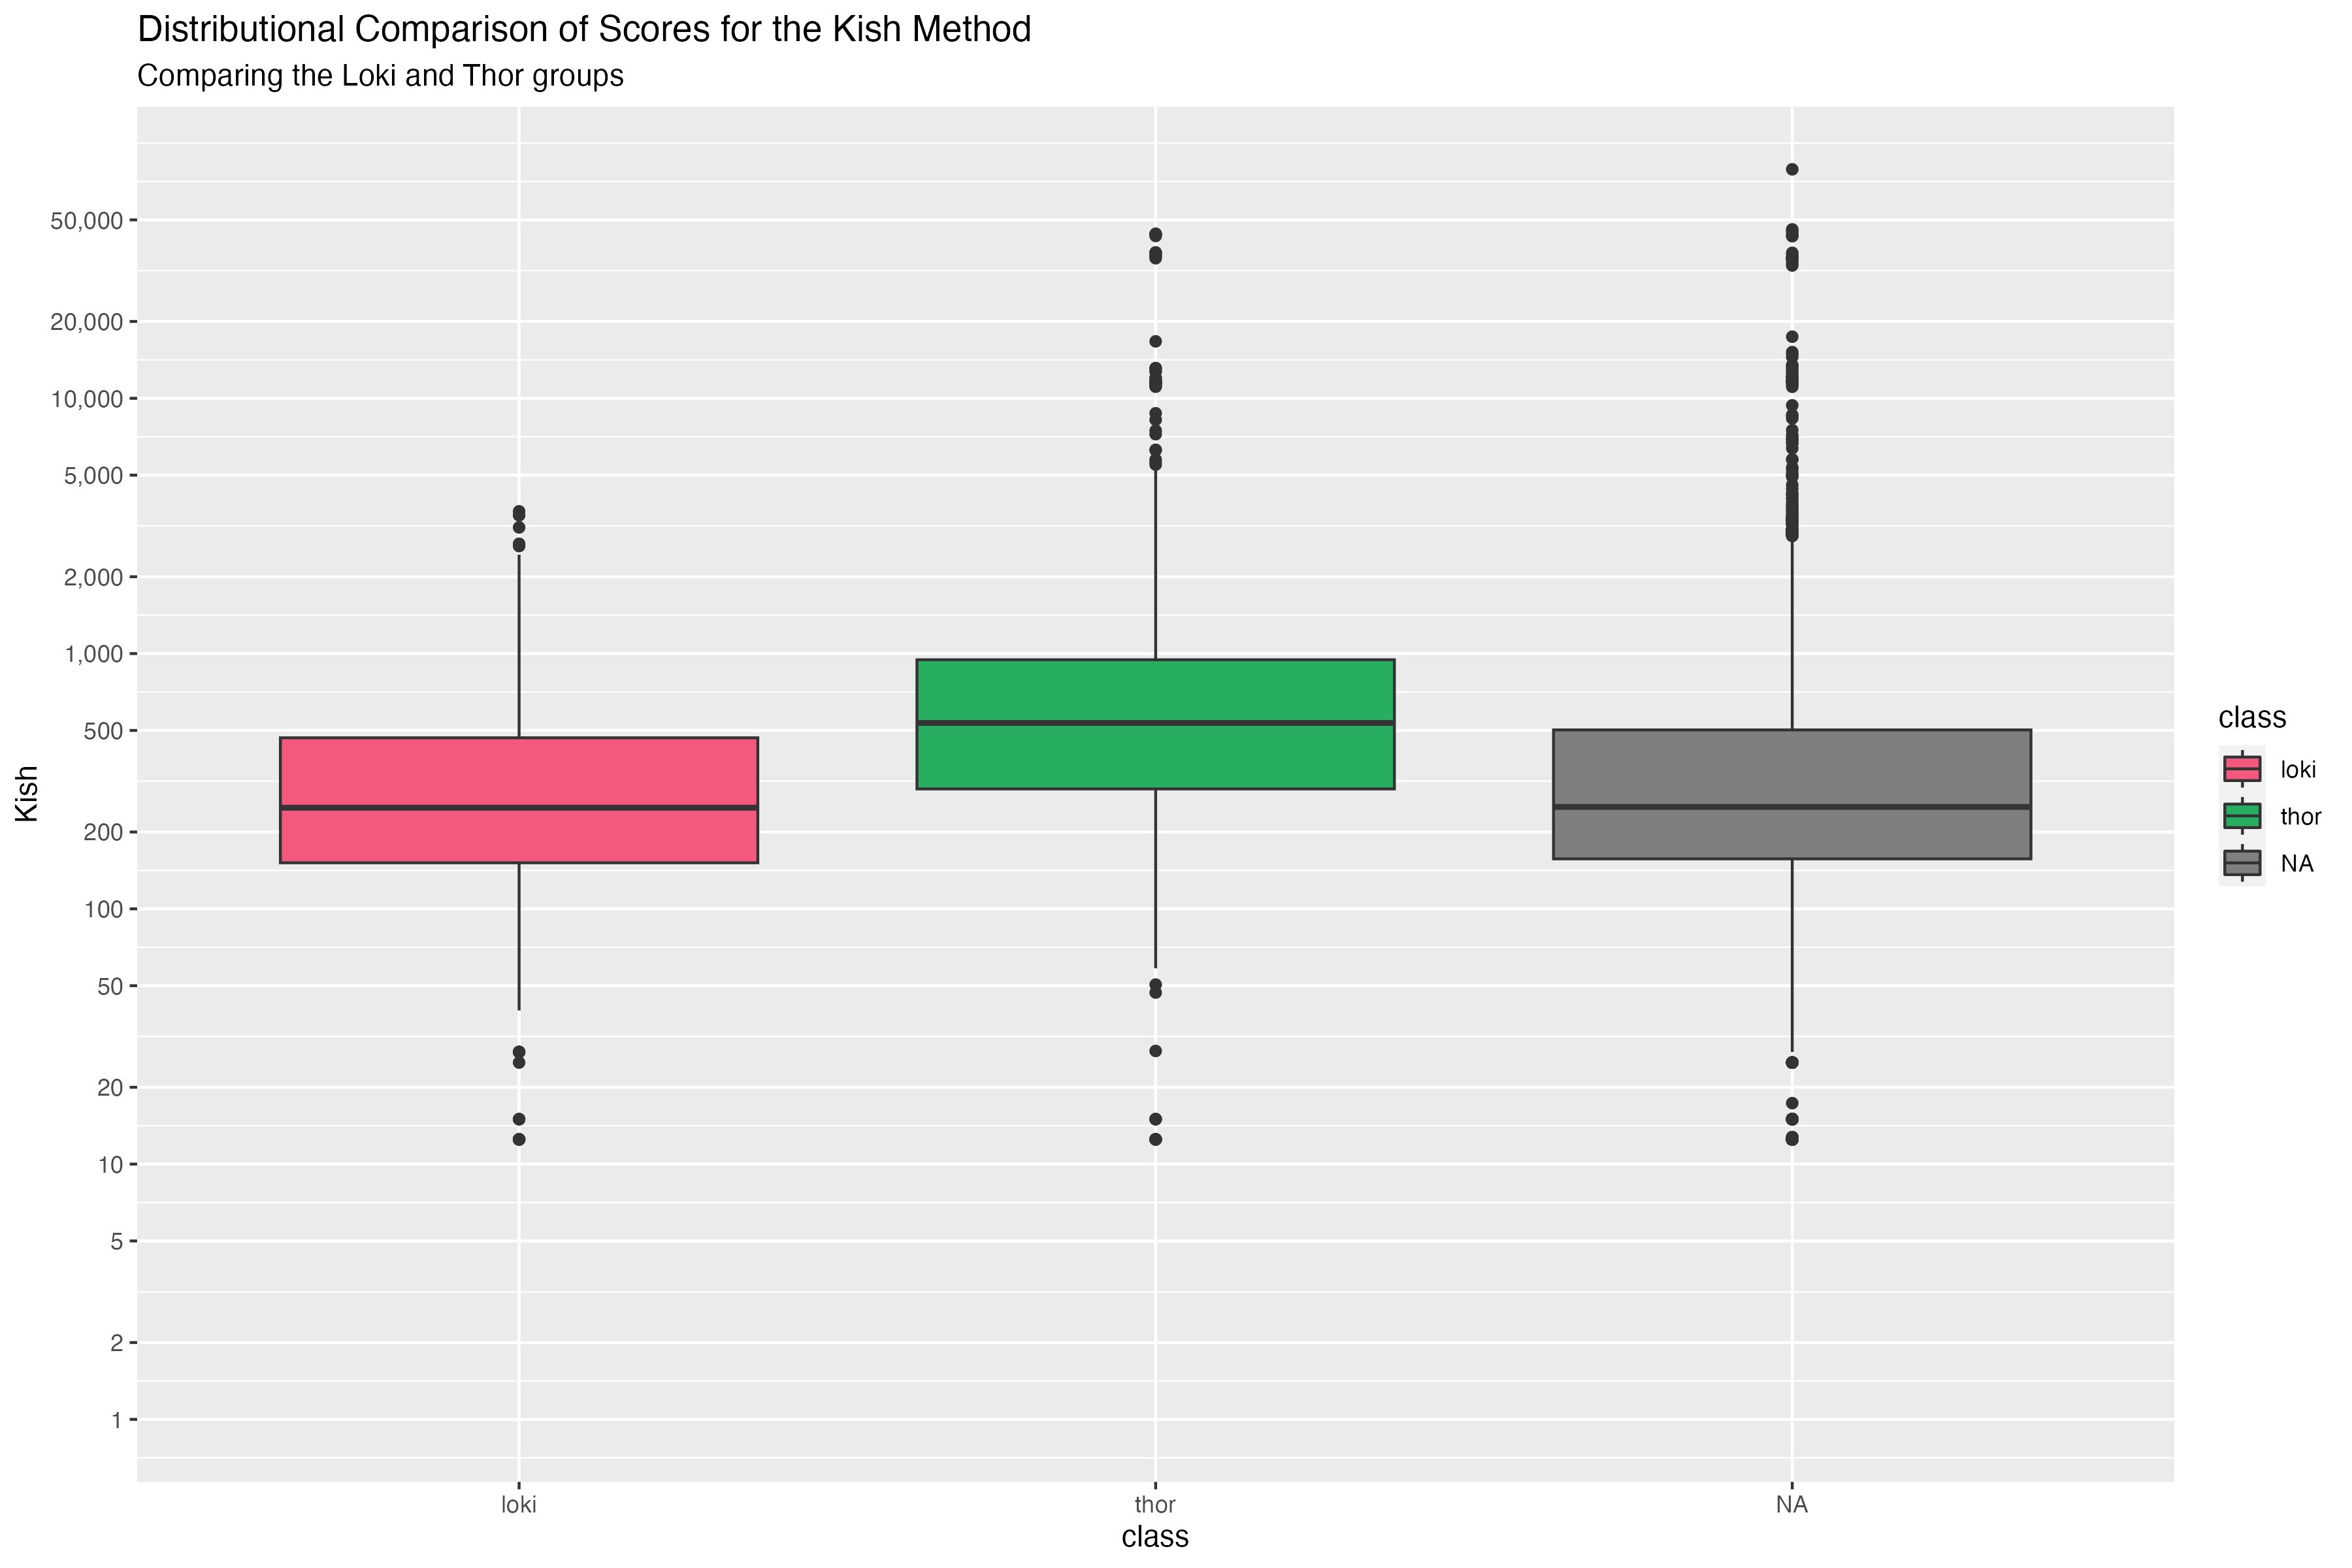 Distributional Comparison of Scores for the Kish Method
Comparing the Loki and Thor groups
Kish
50,000
20,000
10,000
5,000
2,000
1,000
500
200
100
50
20
10
5
2
1
loki
thor
NA
class
class
loki
thor
NA